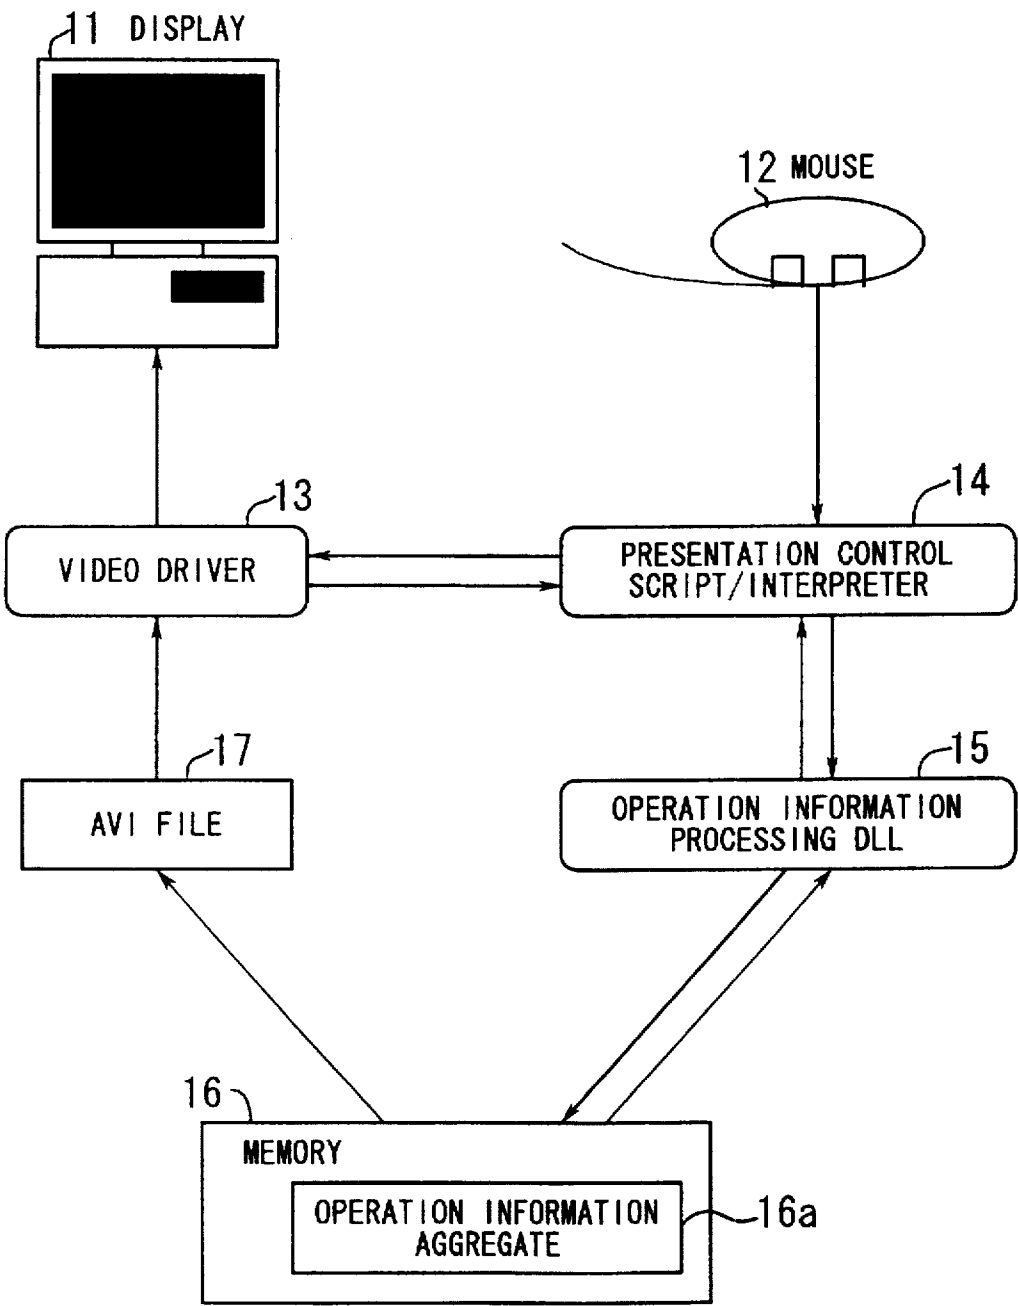 11 DISPLAY
12 MOUSE
13
VIDEO DRIVER
14
PRESENTATION CONTROL
SCRIPT/INTERPRETER
17
AVI FILE
15
OPERATION INFORMATION
PROCESSING DLL
16
MEMORY
OPERATION INFORMATION
AGGREGATE
16a